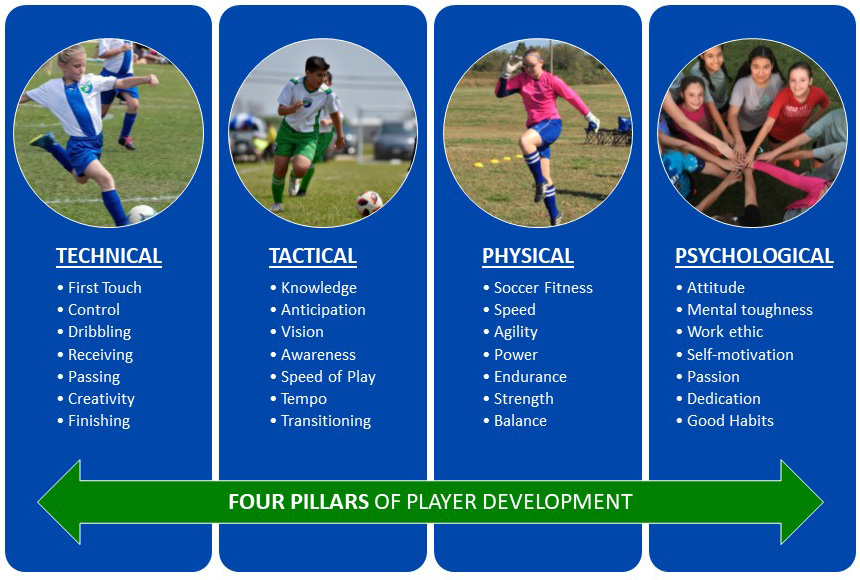 TECHNICAL
• First Touch
• Control
• Dribbling
• Receiving
• Passing
• Creativity
• Finishing
TACTICAL
• Knowledge
• Anticipation
• Vision
• Awareness
• Speed of Play
• Tempo
• Transitioning
PHYSICAL
• Soccer Fitness
• Speed
• Agility
• Power
• Endurance
• Strength
• Balance
PSYCHOLOGICAL
• Attitude
• Mental toughness
• Work ethic
• Self-motivation
• Passion
• Dedication
• Good Habits
FOUR PILLARS OF PLAYER DEVELOPMENT